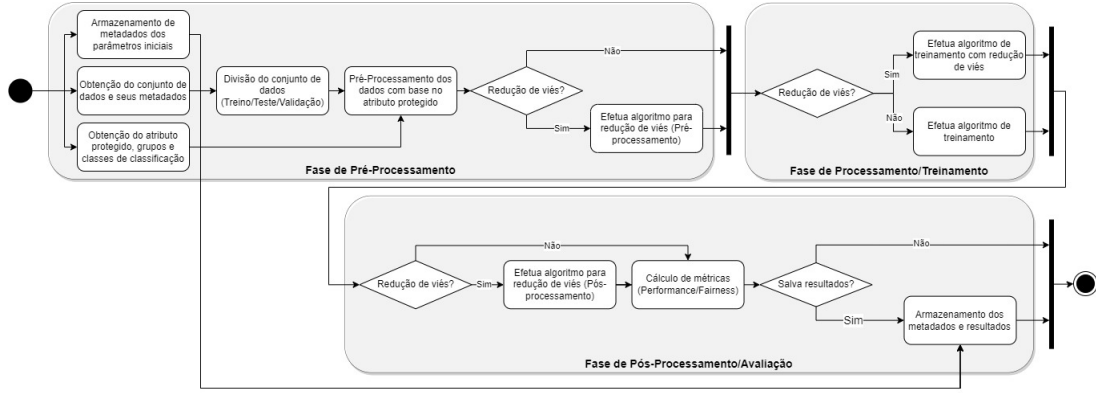 Armazenamento de
metadados dos
parâmetros iniciais
Obtenção do conjunto de
dados e seus metadados
Obtenção do atributo
protegido, grupos e
classes de classificação
Divisão do conjunto de
dados
(Treino/Teste/Validação)
Pré-Processamento dos
dados com base no
atributo protegido
Redução de viés?
Não
Sim
Efetua algoritmo para
redução de viés (Pré-
processamento)
Fase de Pré-Processamento
Redução de viés?
Sim
Não
Efetua algoritmo de
treinamento com redução
de viés
Efetua algoritmo de
treinamento
Fase de Processamento/Treinamento
Redução de viés?
Não
Sim
Efetua algoritmo para
redução de viés (Pós-
processamento)
Cálculo de métricas
(Performance/Fairness)
Salva resultados?
Não
Sim
Armazenamento dos
metadados e resultados
Fase de Pós-Processamento/Avaliação